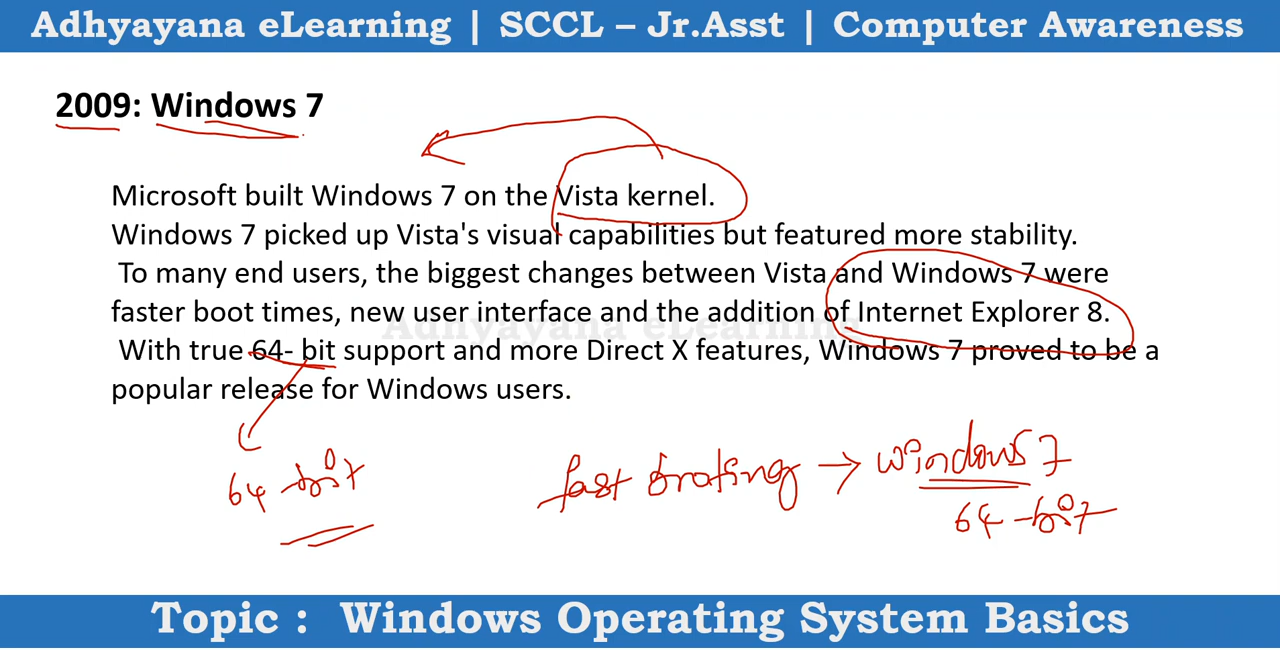 Adhyayana eLearning | SCCL – Jr.Asst | Computer Awareness
2009: Windows 7
Microsoft built Windows 7 on the Vista kernel.
Windows 7 picked up Vista's visual capabilities but featured more stability.
To many end users, the biggest changes between Vista and Windows 7 were
faster boot times, new user interface and the addition of Internet Explorer 8.
Adhyayana eLearning
With true 64- bit support and more Direct X features, Windows 7 proved to be a
popular release for Windows users.
64-bit
fast booting → windows 7
64-bit
Topic : Windows Operating System Basics